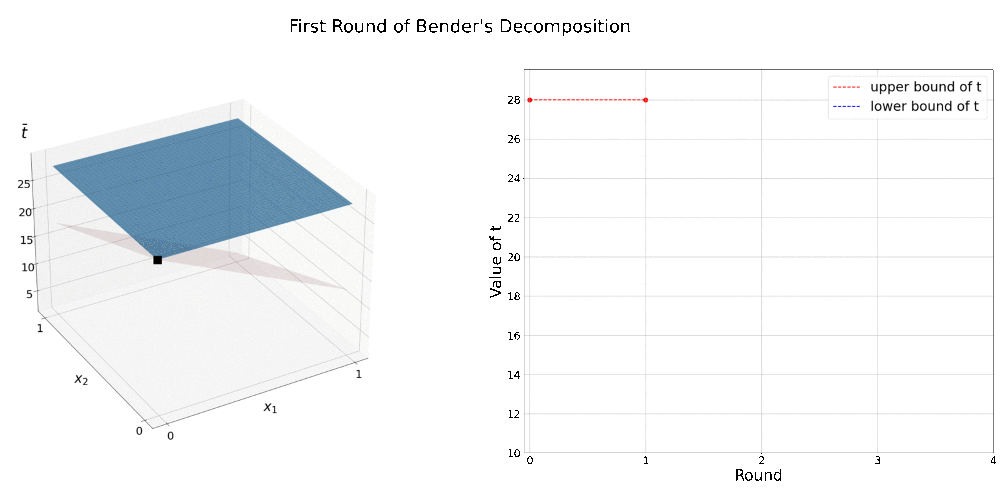 First Round of Bender's Decomposition
t̄
25
20
15
10
5
1
x₂
0
0
x₁
1
upper bound of t
lower bound of t
Value of t
28
26
24
22
20
18
16
14
12
10
0 1 2 3 4
Round